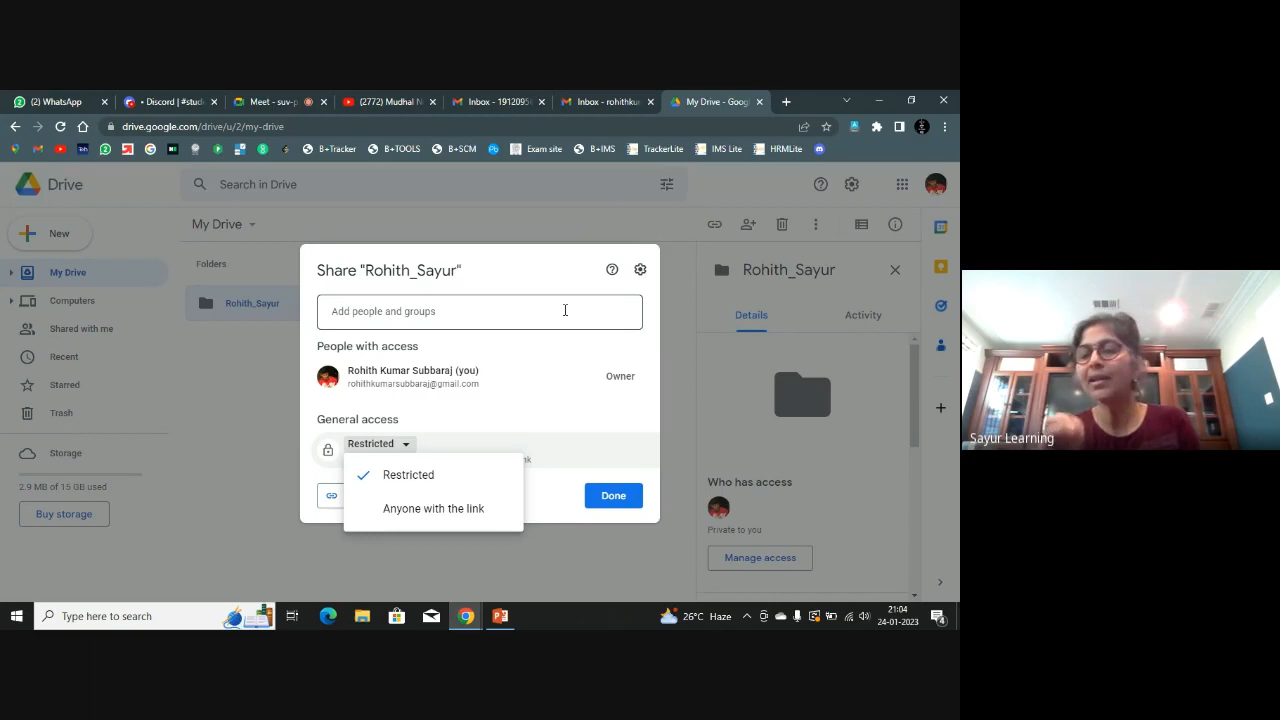 (2) WhatsApp
• Discord | #stud
Meet - suv-p
(2772) Mudhal N
Inbox - 1912095
Inbox - rohithkur
My Drive - Goog
drive.google.com/drive/u/2/my-drive
B+Tracker
B+TOOLS
B+SCM
Exam site
B+IMS
TrackerLite
IMS Lite
HRMLite
Drive
Search in Drive
New
My Drive
Computers
Shared with me
Recent
Starred
Trash
Storage
2.9 MB of 15 GB used
Buy storage
My Drive
Folders
Rohith_Sayur
Share "Rohith_Sayur"
Add people and groups
People with access
Rohith Kumar Subbaraj (you)
rohithkumarsubbaraj@gmail.com
Owner
General access
Restricted
nk
Restricted
Anyone with the link
Done
Rohith_Sayur
Details
Activity
Who has access
Private to you
Manage access
Sayur Learning
Type here to search
26°C Haze
21:04
24-01-2023
4